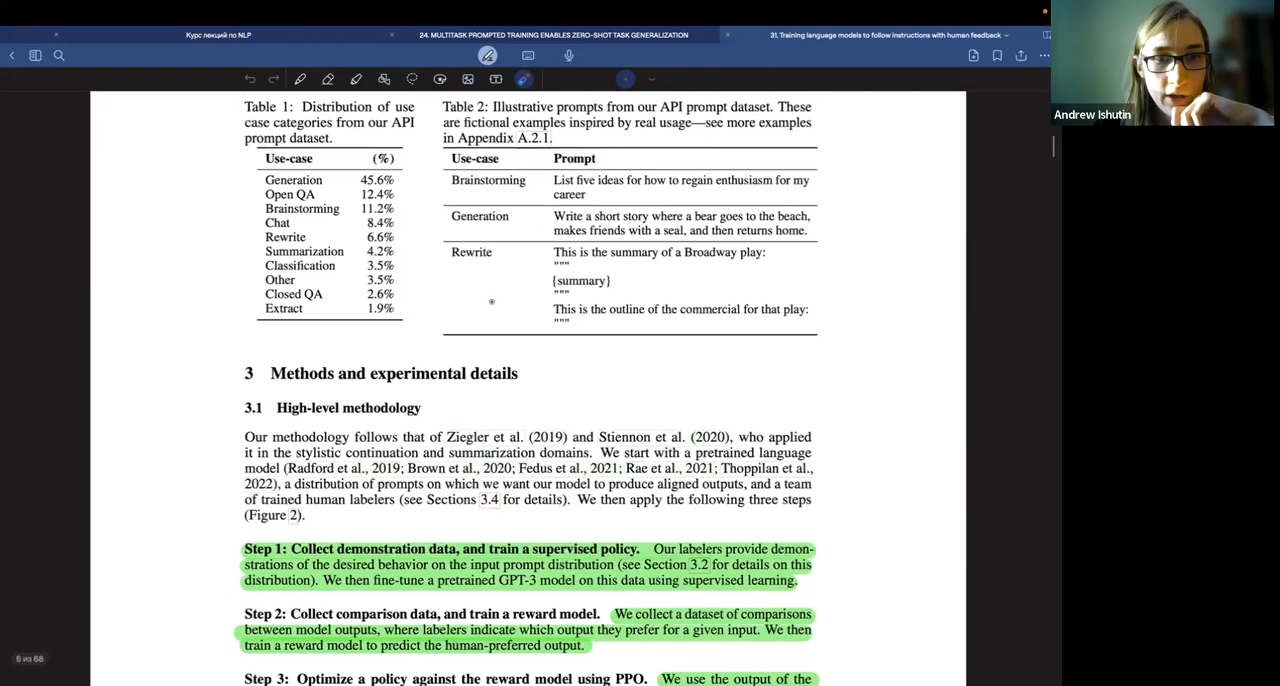 Курс лекций по NLP
24. MULTITASK PROMPTED TRAINING ENABLES ZERO-SHOT TASK GENERALIZATION
31. Training language models to follow instructions with human feedback
Andrew Ishutin
Table 1: Distribution of use
case categories from our API
prompt dataset.
Use-case (%)
Generation 45.6%
Open QA 12.4%
Brainstorming 11.2%
Chat 8.4%
Rewrite 6.6%
Summarization 4.2%
Classification 3.5%
Other 3.5%
Closed QA 2.6%
Extract 1.9%
Table 2: Illustrative prompts from our API prompt dataset. These
are fictional examples inspired by real usage—see more examples
in Appendix A.2.1.
Use-case Prompt
Brainstorming List five ideas for how to regain enthusiasm for my
career
Generation Write a short story where a bear goes to the beach,
makes friends with a seal, and then returns home.
Rewrite This is the summary of a Broadway play:
"""
{summary}
"""
This is the outline of the commercial for that play:
"""
3 Methods and experimental details
3.1 High-level methodology
Our methodology follows that of Ziegler et al. (2019) and Stiennon et al. (2020), who applied
it in the stylistic continuation and summarization domains. We start with a pretrained language
model (Radford et al., 2019; Brown et al., 2020; Fedus et al., 2021; Rae et al., 2021; Thoppilan et al.,
2022), a distribution of prompts on which we want our model to produce aligned outputs, and a team
of trained human labelers (see Sections 3.4 for details). We then apply the following three steps
(Figure 2).
Step 1: Collect demonstration data, and train a supervised policy. Our labelers provide demon-
strations of the desired behavior on the input prompt distribution (see Section 3.2 for details on this
distribution). We then fine-tune a pretrained GPT-3 model on this data using supervised learning.
Step 2: Collect comparison data, and train a reward model. We collect a dataset of comparisons
between model outputs, where labelers indicate which output they prefer for a given input. We then
train a reward model to predict the human-preferred output.
Step 3: Optimize a policy against the reward model using PPO. We use the output of the
5 из 68